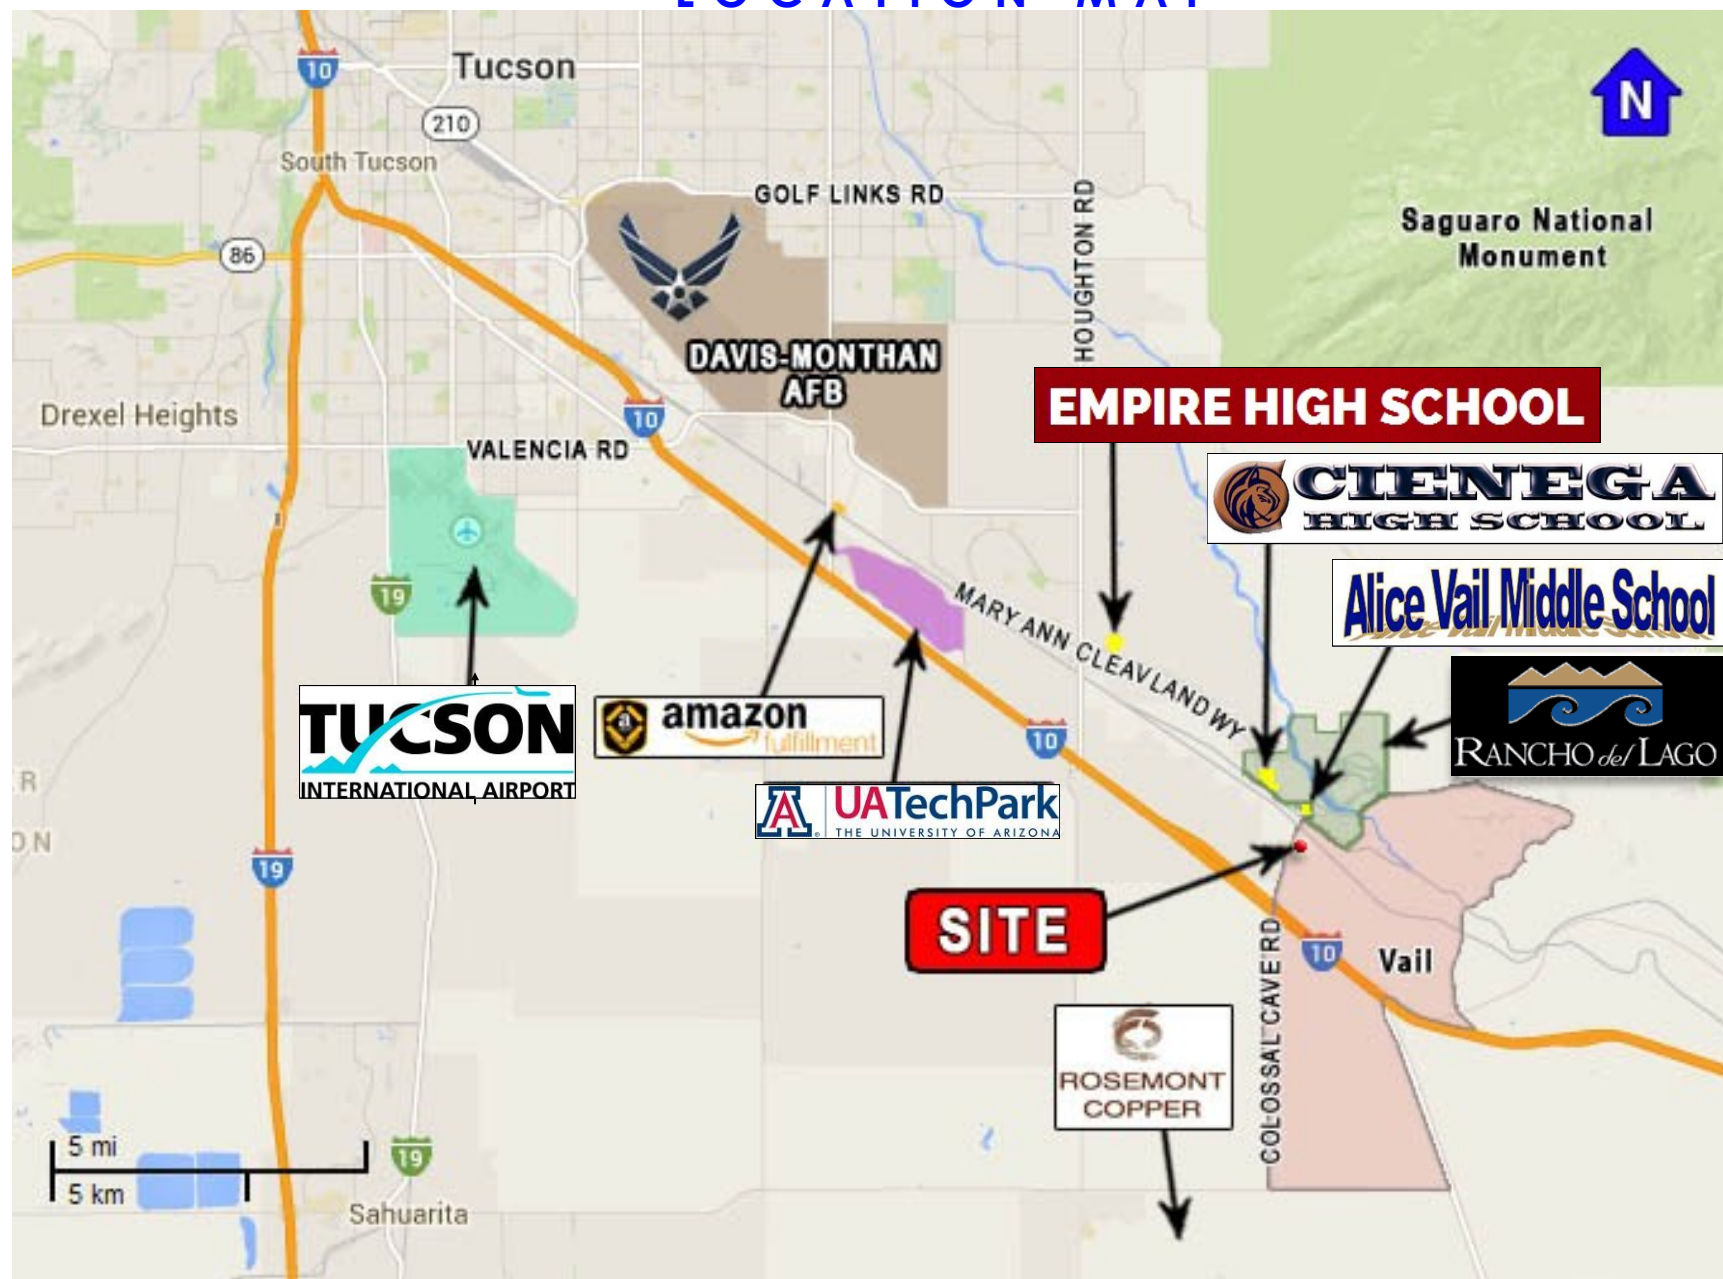 LOCATION MAP
10
Tucson
N
210
South Tucson
GOLF LINKS RD
HOUGHTON RD
Saguaro National
Monument
86
DAVIS-MONTHAN
AFB
EMPIRE HIGH SCHOOL
Drexel Heights
10
VALENCIA RD
CIENEGA
HIGH SCHOOL
Alice Vail Middle School
19
MARY ANN CLEAVLAND WY
RANCHO del LAGO
TUCSON
INTERNATIONAL AIRPORT
a
amazon
fulfillment
10
A
UATechPark
THE UNIVERSITY OF ARIZONA
R
ON
19
SITE
COLOSSAL CAVE RD
10
Vail
ROSEMONT
COPPER
5 mi
5 km
19
Sahuarita